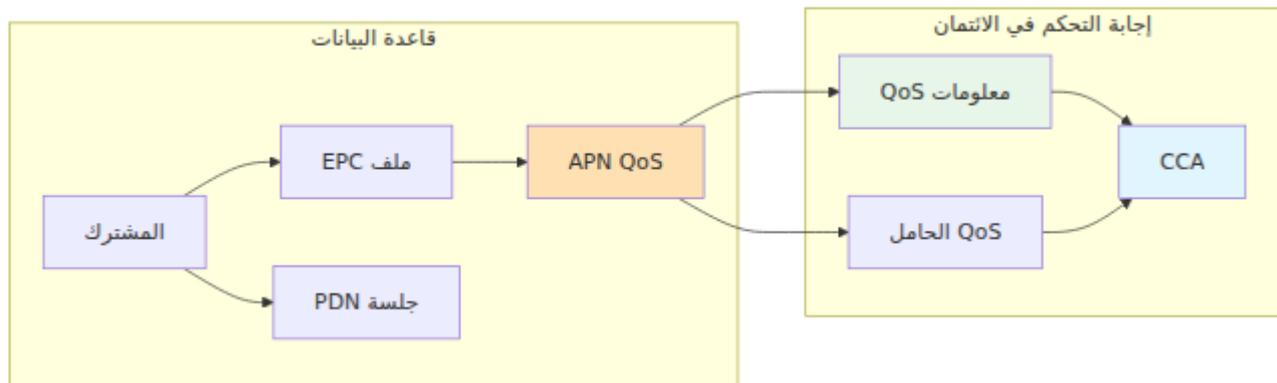 قاعدة البيانات
المشترك
ملف EPC
جلسة PDN
APN QoS
إجابة التحكم في الائتمان
معلومات QoS
QoS الحامل
CCA